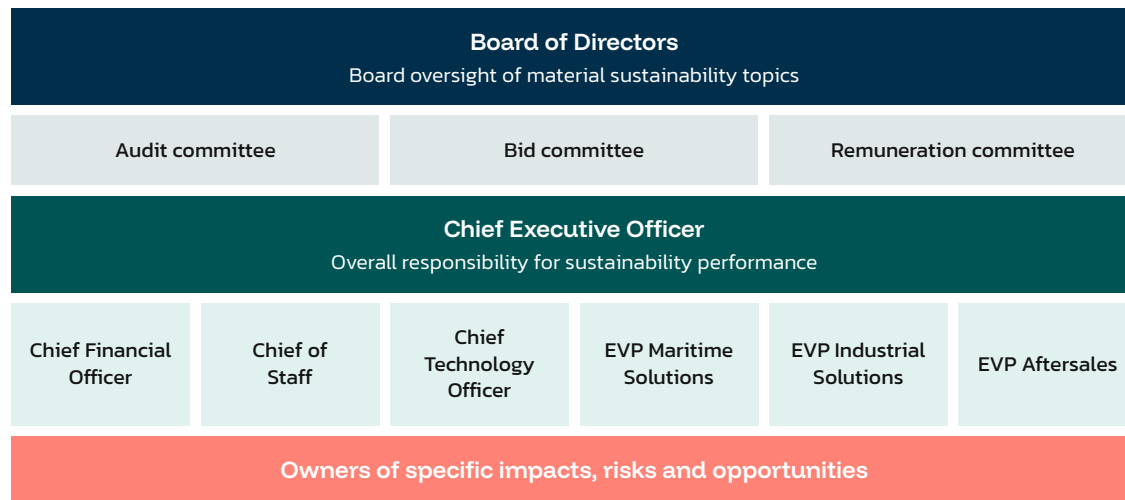 Board of Directors
Board oversight of material sustainability topics
Audit committee
Bid committee
Remuneration committee
Chief Executive Officer
Overall responsibility for sustainability performance
Chief Financial
Officer
Chief of
Staff
Chief
Technology
Officer
EVP Maritime
Solutions
EVP Industrial
Solutions
EVP Aftersales
Owners of specific impacts, risks and opportunities